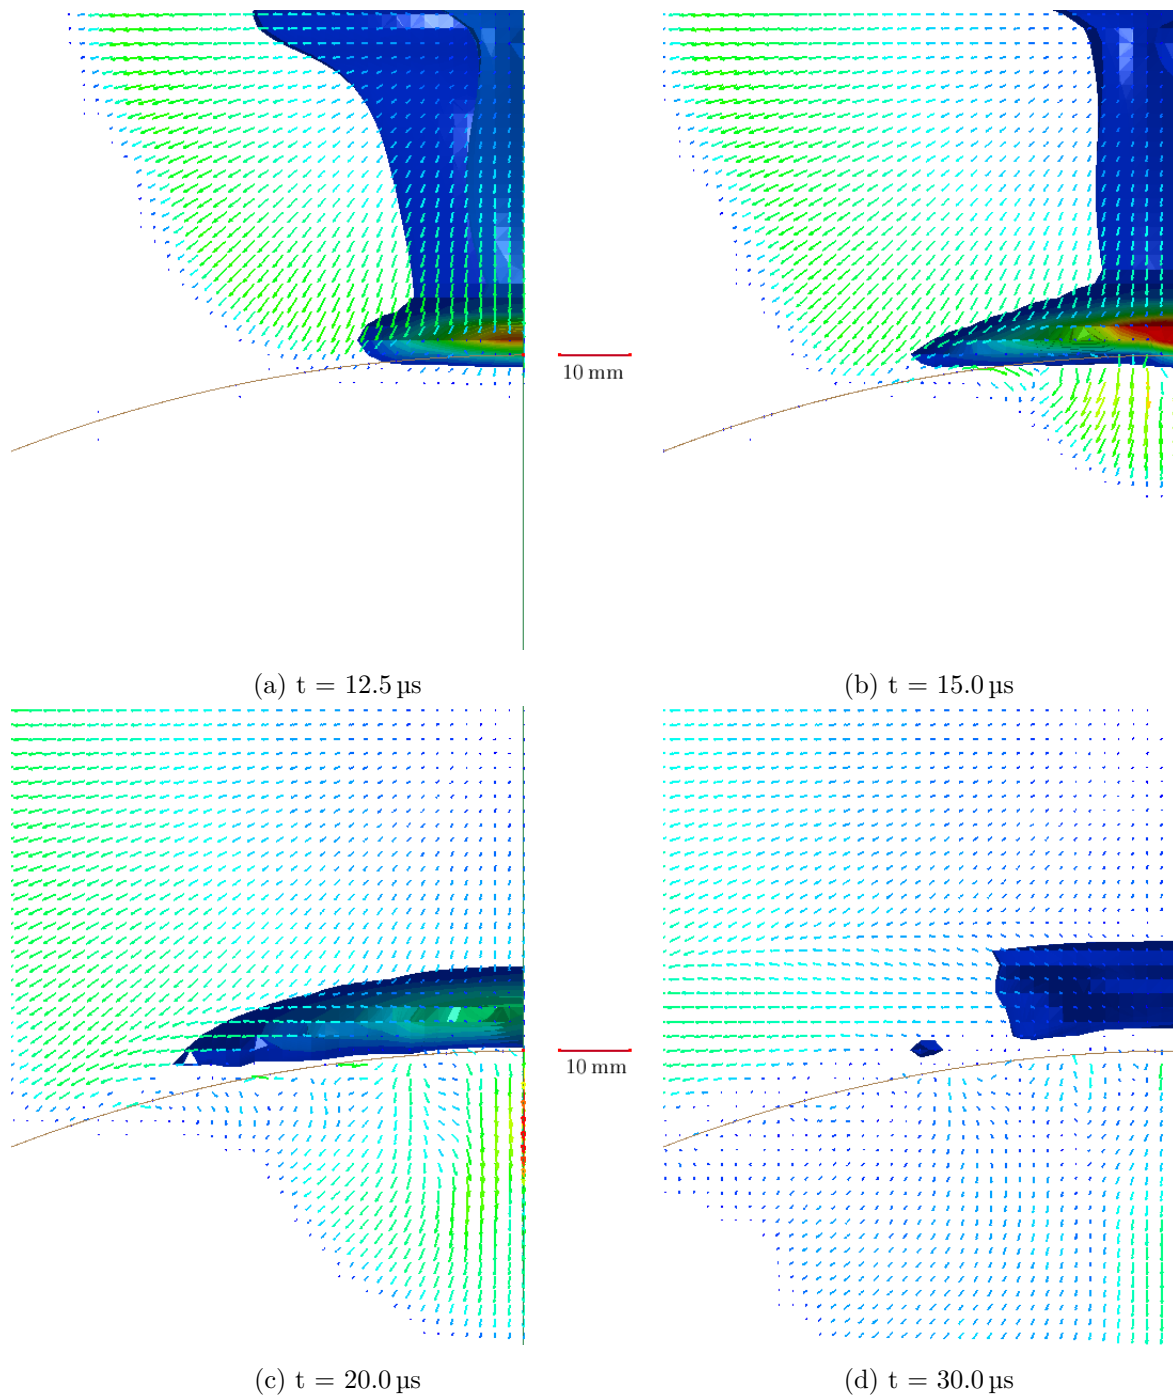 10 mm
(a) t = 12.5 µs
(b) t = 15.0 µs
10 mm
(c) t = 20.0 µs
(d) t = 30.0 µs